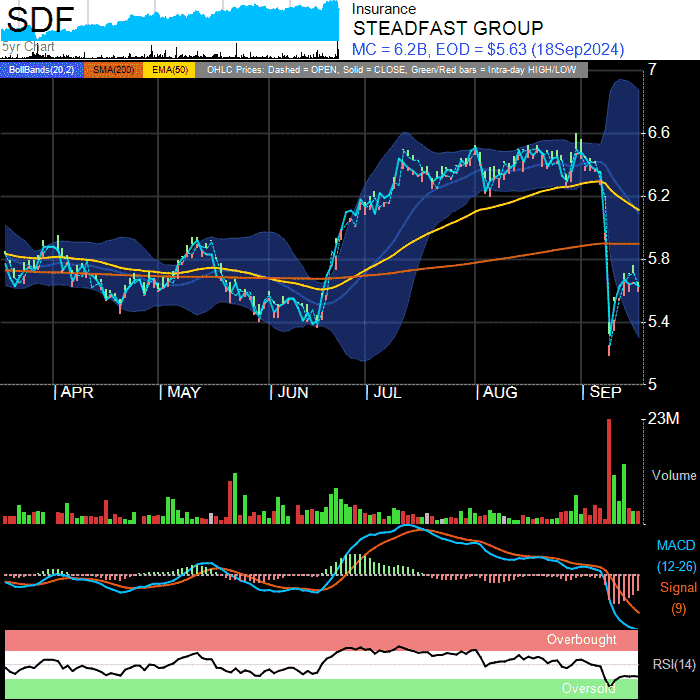 SDF
5yr Chart
Insurance
STEADFAST GROUP
MC = 6.2B, EOD = $5.63 (18Sep2024)
BollBands(20,2) SMA(200) EMA(50) OHLC Prices: Dashed = OPEN, Solid = CLOSE, Green/Red bars = Intra-day HIGH/LOW
7
6.6
6.2
5.8
5.4
5
APR MAY JUN JUL AUG SEP
23M
Volume
MACD
(12-26)
Signal
(9)
Overbought
RSI(14)
Oversold